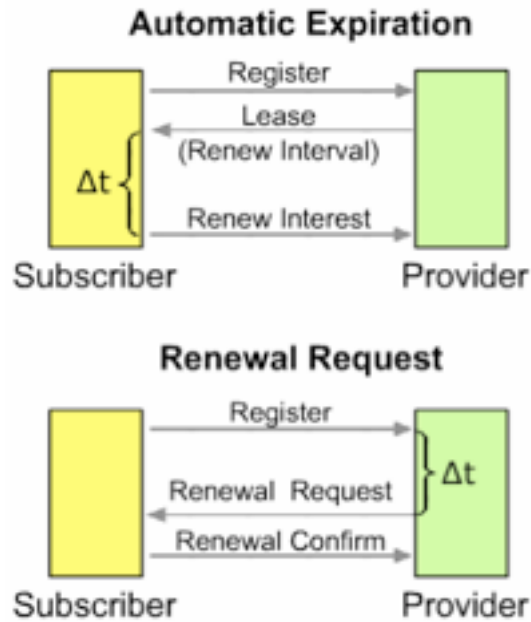 Automatic Expiration
Register
Lease
(Renew Interval)
Δt
Renew Interest
Subscriber Provider
Renewal Request
Register
Δt
Renewal Request
Renewal Confirm
Subscriber Provider